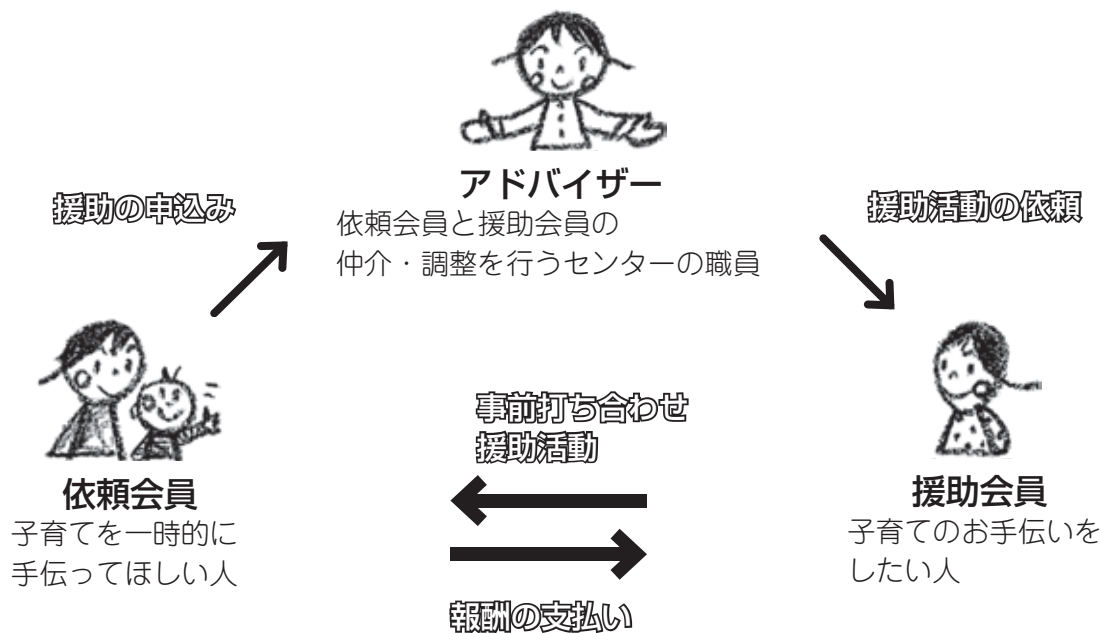 アドバイザー
依頼会員と援助会員の
仲介・調整を行うセンターの職員
援助の申込み
援助活動の依頼
事前打ち合わせ
援助活動
依頼会員
子育てを一時的に
手伝ってほしい人
援助会員
子育てのお手伝いを
したい人
報酬の支払い